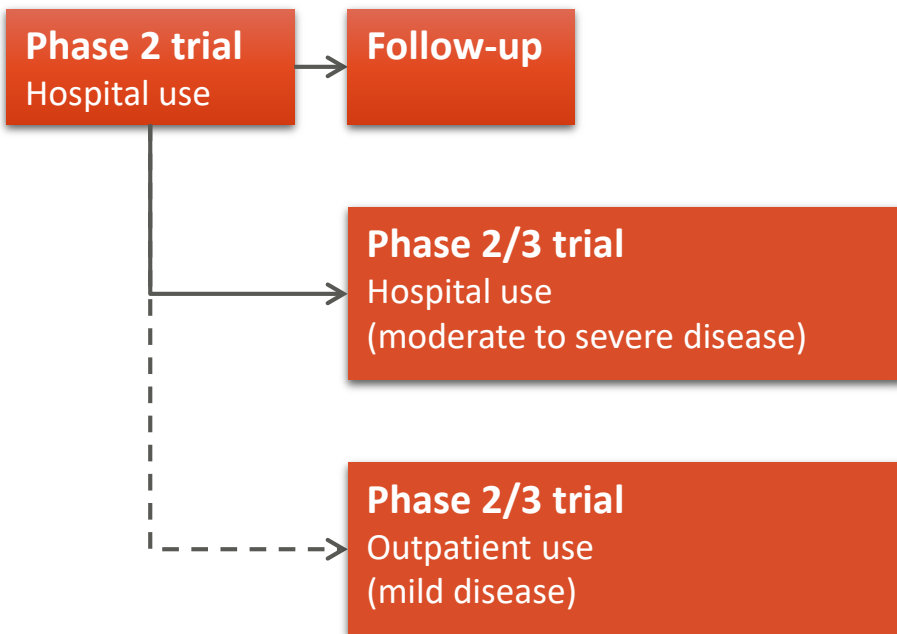 Phase 2 trial
Hospital use
Follow-up
Phase 2/3 trial
Hospital use
(moderate to severe disease)
Phase 2/3 trial
Outpatient use
(mild disease)